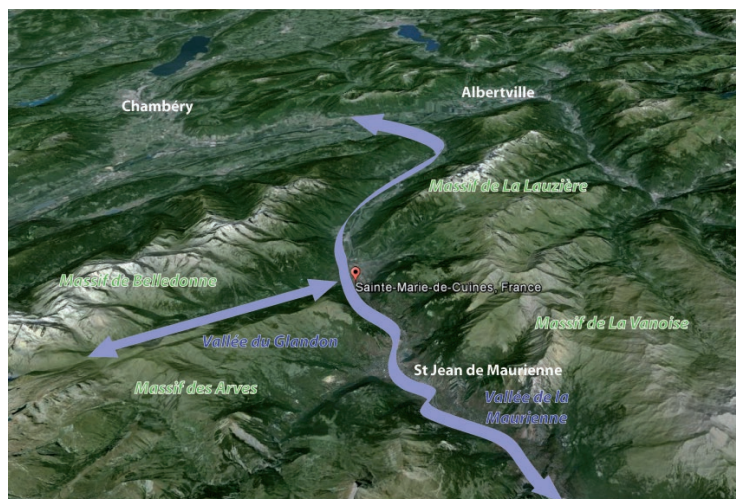 Albertville
Chambéry
Massif de La Lauzière
Massif de Belledonne
Sainte-Marie-de-Cuines, France
Massif de La Vanoise
Vallée du Glandon
St Jean de Maurienne
Massif des Arves
Vallée de la
Maurienne